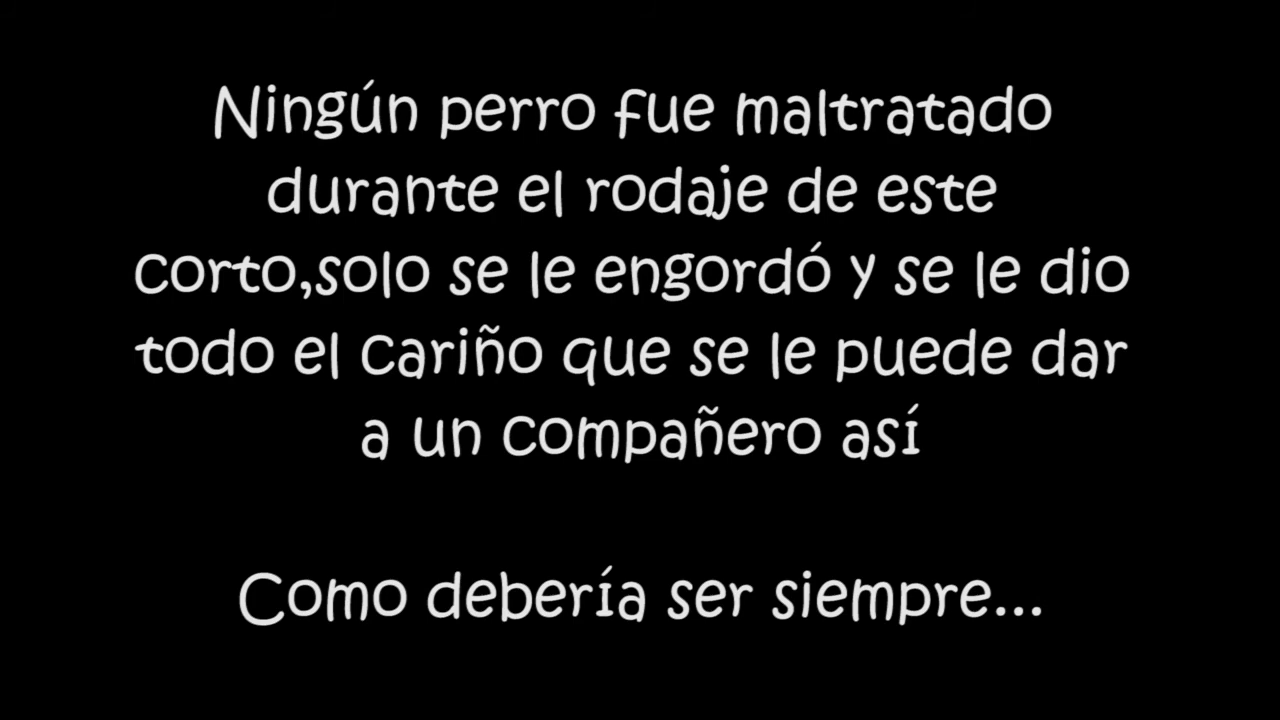 Ningún perro fue maltratado
durante el rodaje de este
corto,solo se le engordó y se le dio
todo el cariño que se le puede dar
a un compañero así
Como debería ser siempre...